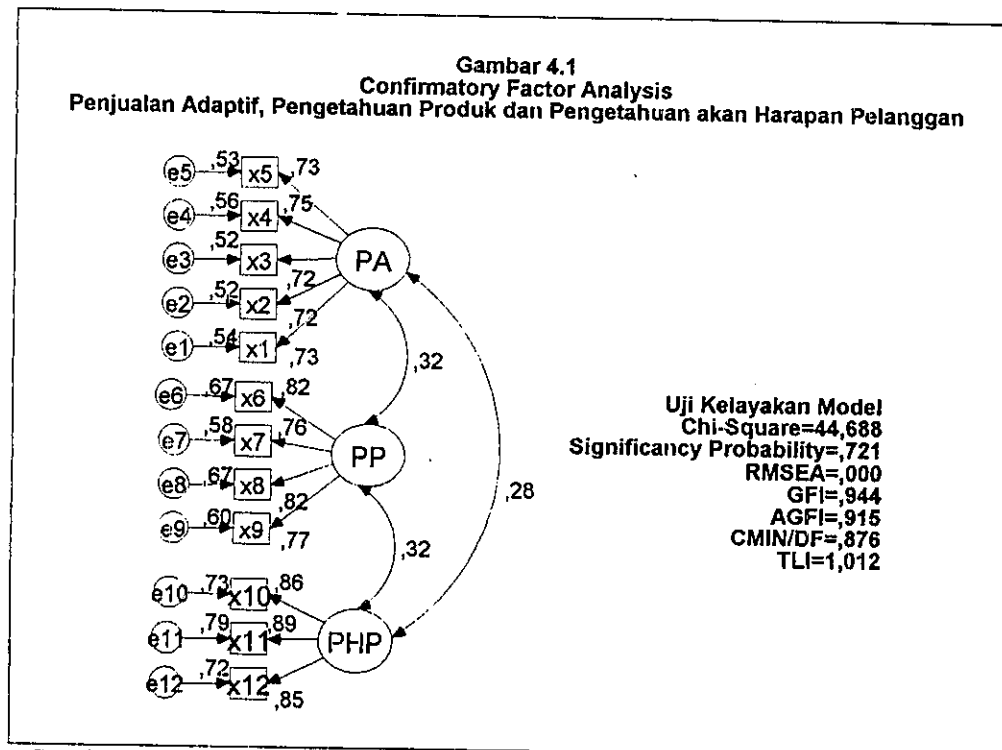 Gambar 4.1
Confirmatory Factor Analysis
Penjualan Adaptif, Pengetahuan Produk dan Pengetahuan akan Harapan Pelanggan
e5 ,53 x5 ,73
e4 ,56 x4 ,75
e3 ,52 x3 PA
e2 ,52 x2 ,72
e1 ,54 x1 ,72
,73
,32
e6 ,67 x6 ,82
e7 ,58 x7 ,76 PP
e8 ,67 x8
e9 ,60 x9 ,82
,77
,32
,28
e10 ,73 x10 ,86
e11 ,79 x11 ,89 PHP
e12 ,72 x12
,85
Uji Kelayakan Model
Chi-Square=44,688
Significancy Probability=,721
RMSEA=,000
GFI=,944
AGFI=,915
CMIN/DF=,876
TLI=1,012